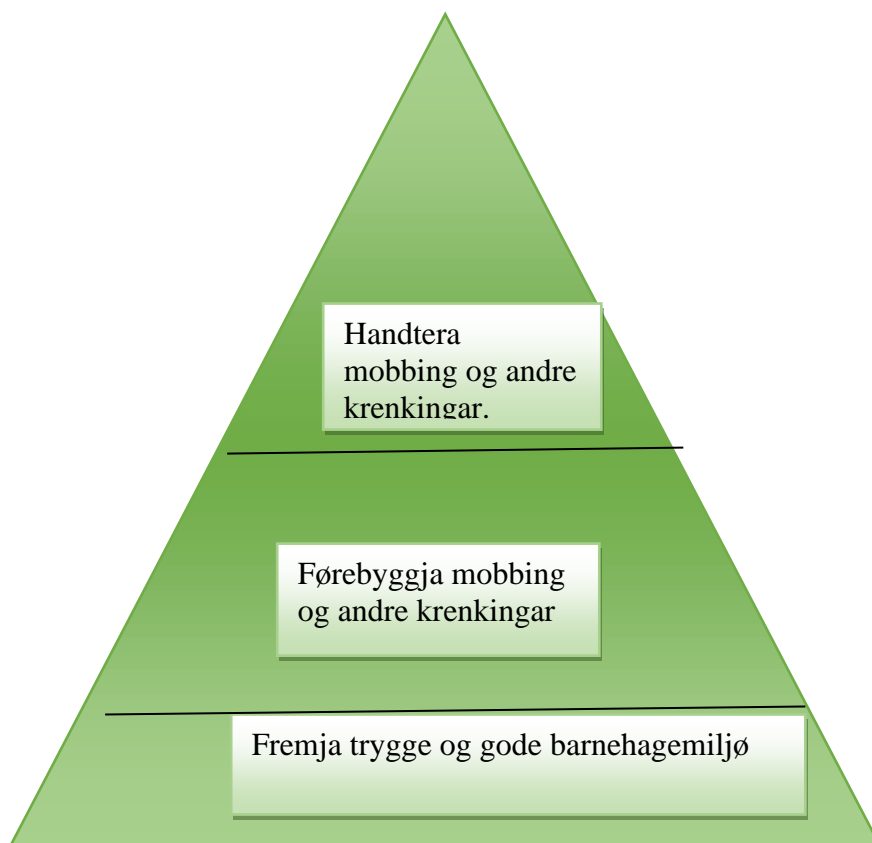 Handtera
mobbing og andre
krenkingar.
Førebyggja mobbing
og andre krenkingar
Fremja trygge og gode barnehagemiljø